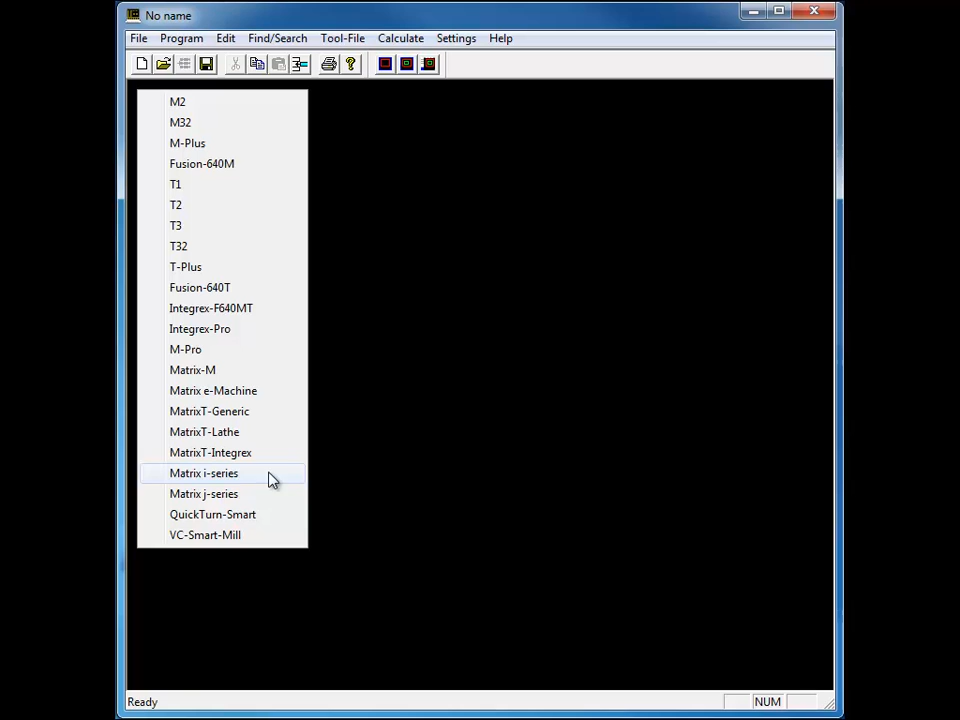 No name
File Program Edit Find/Search Tool-File Calculate Settings Help
M2
M32
M-Plus
Fusion-640M
T1
T2
T3
T32
T-Plus
Fusion-640T
Integrex-F640MT
Integrex-Pro
M-Pro
Matrix-M
Matrix e-Machine
MatrixT-Generic
MatrixT-Lathe
MatrixT-Integrex
Matrix i-series
Matrix j-series
QuickTurn-Smart
VC-Smart-Mill
Ready NUM